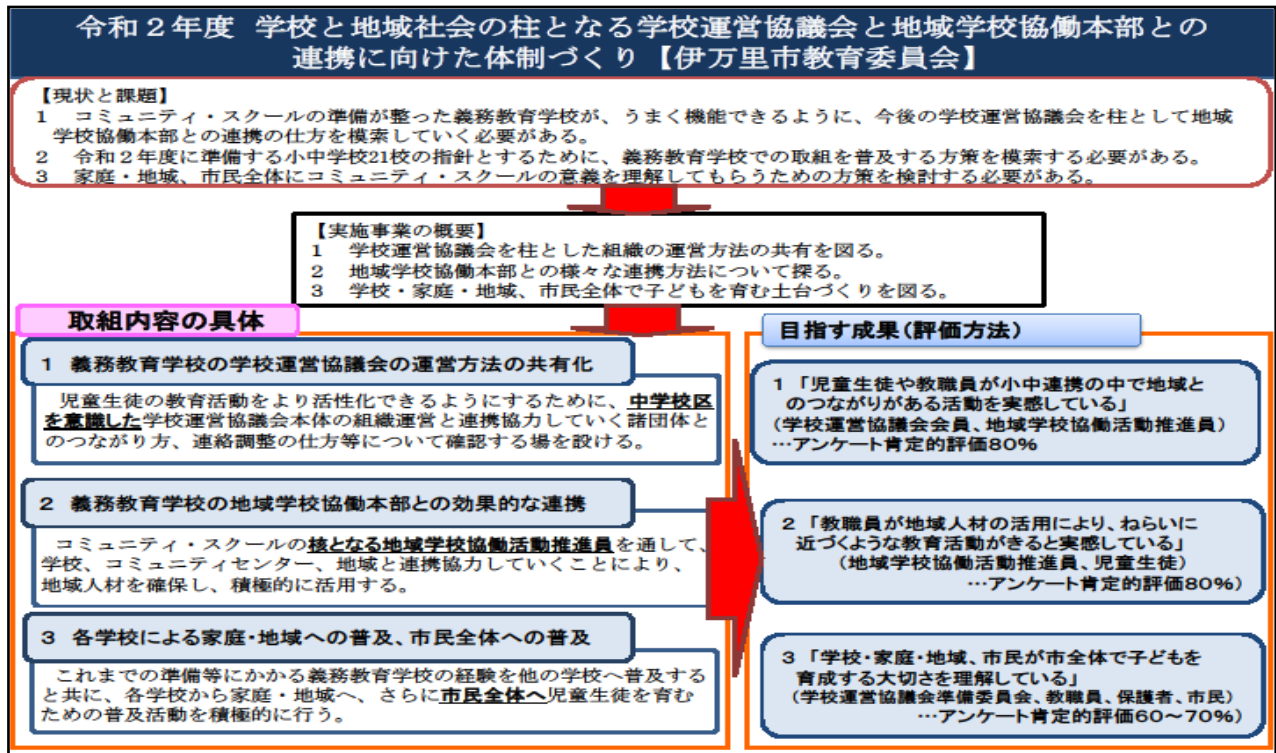 令和２年度 学校と地域社会の柱となる学校運営協議会と地域学校協働本部との
連携に向けた体制づくり【伊万里市教育委員会】
【現状と課題】
１　コミュニティ・スクールの準備が整った義務教育学校が、うまく機能できるように、今後の学校運営協議会を柱として地域
学校協働本部との連携の仕方を模索していく必要がある。
２　令和２年度に準備する小中学校21校の指針とするために、義務教育学校での取組を普及する方策を模索する必要がある。
３　家庭・地域、市民全体にコミュニティ・スクールの意義を理解してもらうための方策を検討する必要がある。
【実施事業の概要】
１　学校運営協議会を柱とした組織の運営方法の共有を図る。
２　地域学校協働本部との様々な連携方法について探る。
３　学校・家庭・地域、市民全体で子どもを育む土台づくりを図る。
取組内容の具体
１ 義務教育学校の学校運営協議会の運営方法の共有化
児童生徒の教育活動をより活性化できるようにするために、中学校区
を意識した学校運営協議会本体の組織運営と連携協力していく諸団体と
のつながり方、連絡調整の仕方等について確認する場を設ける。
２ 義務教育学校の地域学校協働本部との効果的な連携
コミュニティ・スクールの核となる地域学校協働活動推進員を通して、
学校、コミュニティセンター、地域と連携協力していくことにより、
地域人材を確保し、積極的に活用する。
３ 各学校による家庭・地域への普及、市民全体への普及
これまでの準備等にかかる義務教育学校の経験を他の学校へ普及する
と共に、各学校から家庭・地域へ、さらに市民全体へ児童生徒を育む
ための普及活動を積極的に行う。
目指す成果（評価方法）
１ 「児童生徒や教職員が小中連携の中で地域と
のつながりがある活動を実感している」
（学校運営協議会会員、地域学校協働活動推進員）
…アンケート肯定的評価80％
２ 「教職員が地域人材の活用により、ねらいに
近づくような教育活動がきると実感している」
（地域学校協働活動推進員、児童生徒）
…アンケート肯定的評価80％）
３ 「学校・家庭・地域、市民が市全体で子どもを
育成する大切さを理解している」
（学校運営協議会準備委員会、教職員、保護者、市民）
…アンケート肯定的評価60～70％）